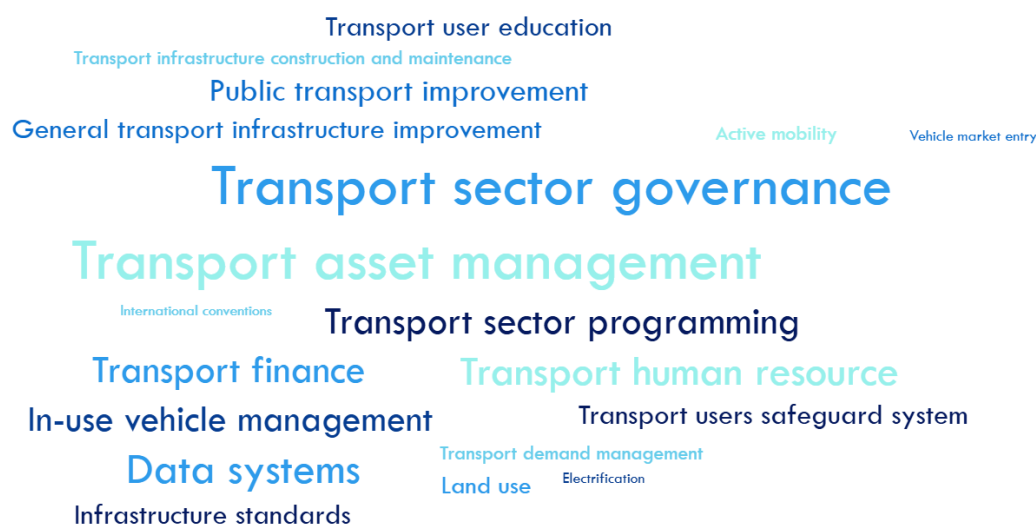 Transport user education
Transport infrastructure construction and maintenance
Public transport improvement
General transport infrastructure improvement
Active mobility
Vehicle market entry
Transport sector governance
Transport asset management
International conventions
Transport sector programming
Transport finance
Transport human resource
In-use vehicle management
Transport users safeguard system
Transport demand management
Data systems
Electrification
Land use
Infrastructure standards